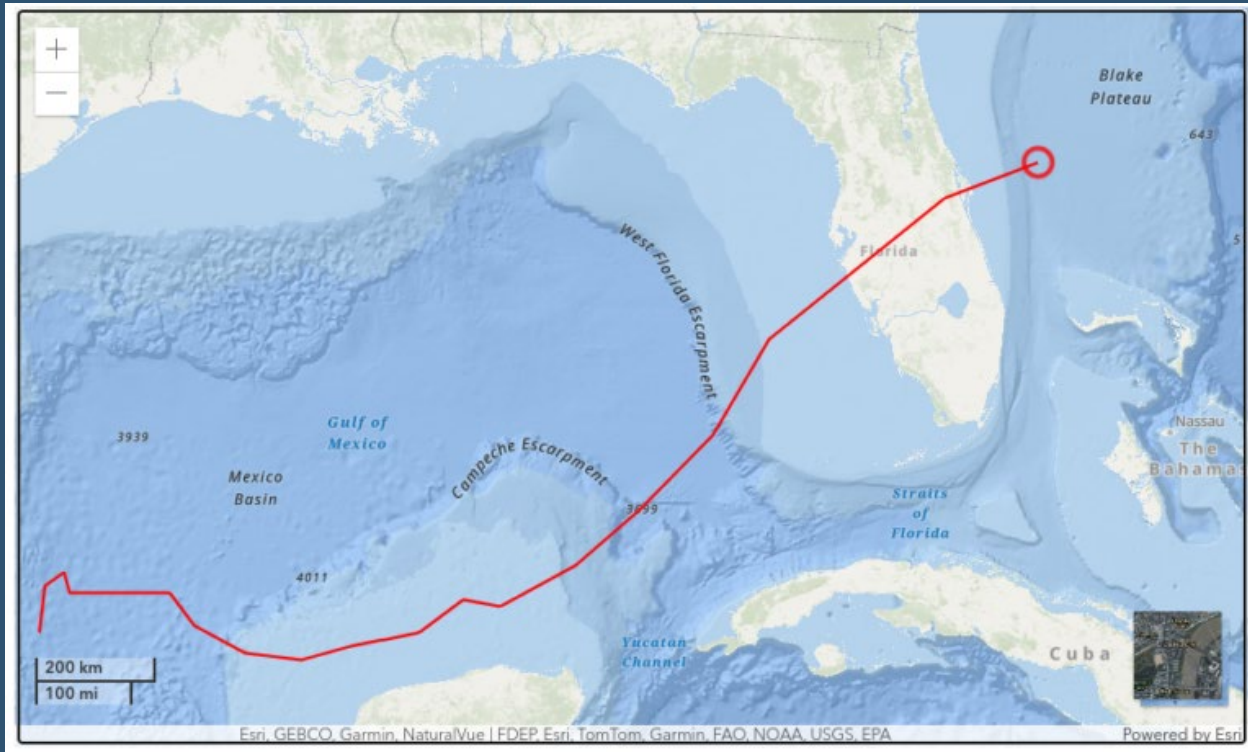 +
−
Blake
Plateau
643
West Florida Escarpment
Florida
5
Gulf of
Mexico
3939
Mexico
Basin
Campeche Escarpment
Nassau
The
Bahamas
3699
Straits
of
Florida
4011
Yucatan
Channel
Cuba
200 km
100 mi
Esri, GEBCO, Garmin, NaturalVue | FDEP, Esri, TomTom, Garmin, FAO, NOAA, USGS, EPA
Powered by Esri